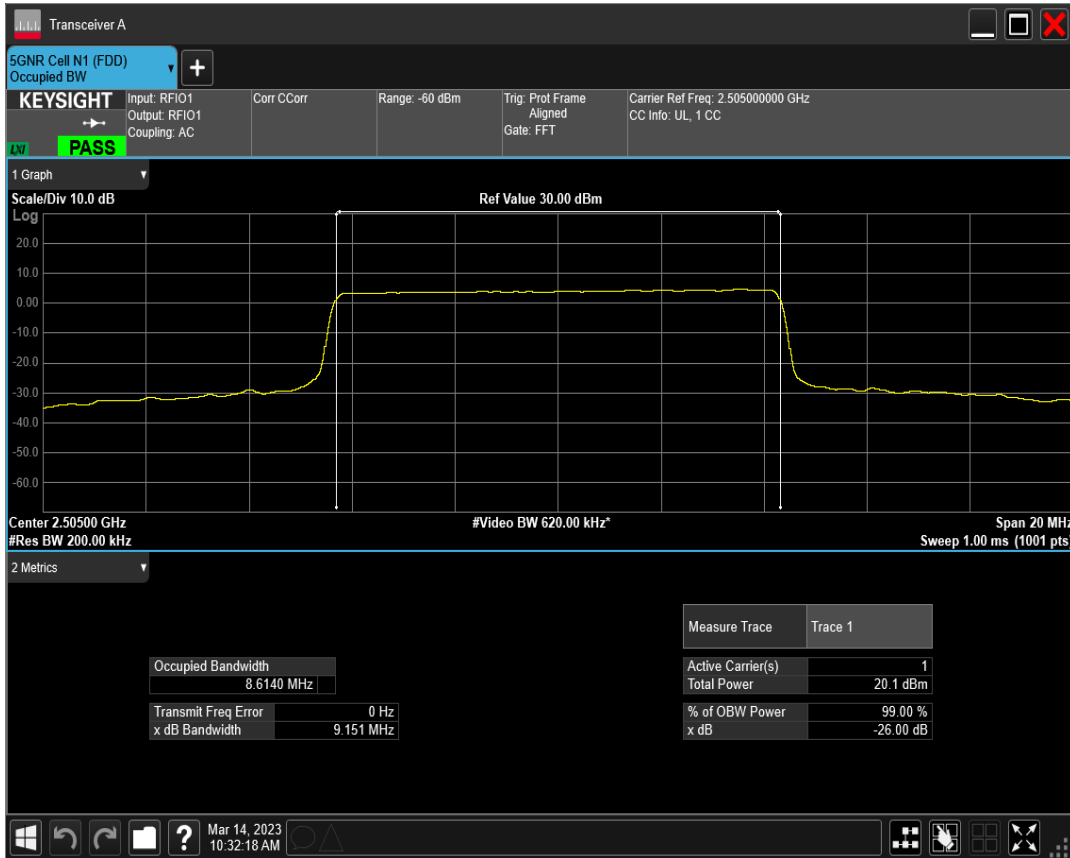 Transceiver A
5GNR Cell N1 (FDD)
Occupied BW
+
KEYSIGHT
LXI
PASS
Input: RFIO1
Output: RFIO1
Coupling: AC
Corr CCorr
Range: -60 dBm
Trig: Prot Frame
Aligned
Gate: FFT
Carrier Ref Freq: 2.505000000 GHz
CC Info: UL, 1 CC
1 Graph
Scale/Div 10.0 dB
Ref Value 30.00 dBm
Log
20.0
10.0
0.00
-10.0
-20.0
-30.0
-40.0
-50.0
-60.0
Center 2.50500 GHz
#Video BW 620.00 kHz*
Span 20 MHz
#Res BW 200.00 kHz
Sweep 1.00 ms (1001 pts)
2 Metrics
Measure Trace Trace 1
Occupied Bandwidth
8.6140 MHz
Active Carrier(s) 1
Total Power 20.1 dBm
Transmit Freq Error 0 Hz
x dB Bandwidth 9.151 MHz
% of OBW Power 99.00 %
x dB -26.00 dB
?
Mar 14, 2023
10:32:18 AM